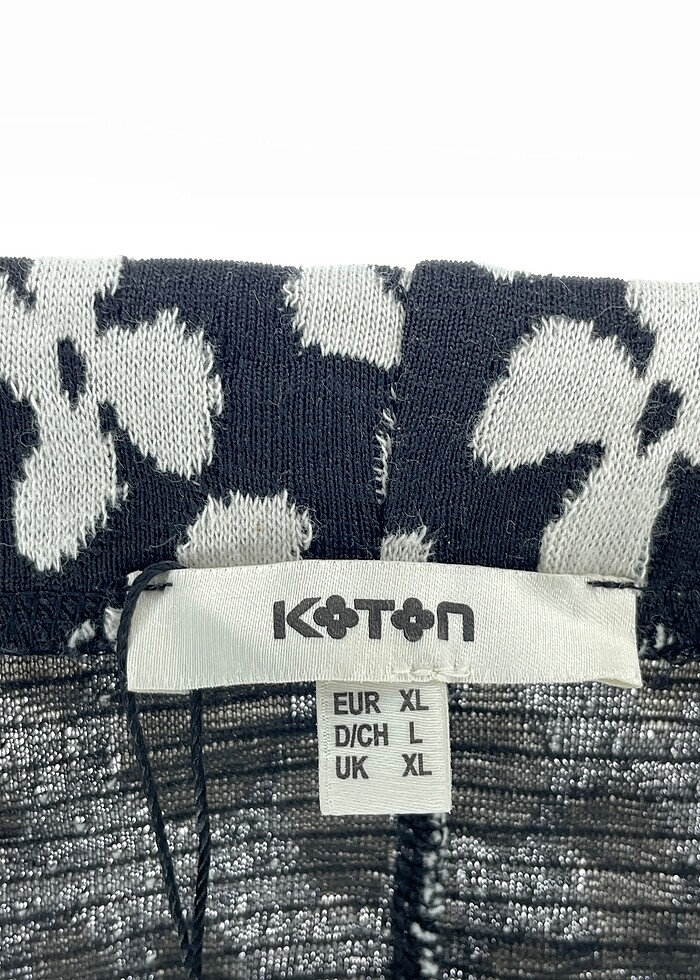 KOTON
EUR XL
D/CH L
UK XL